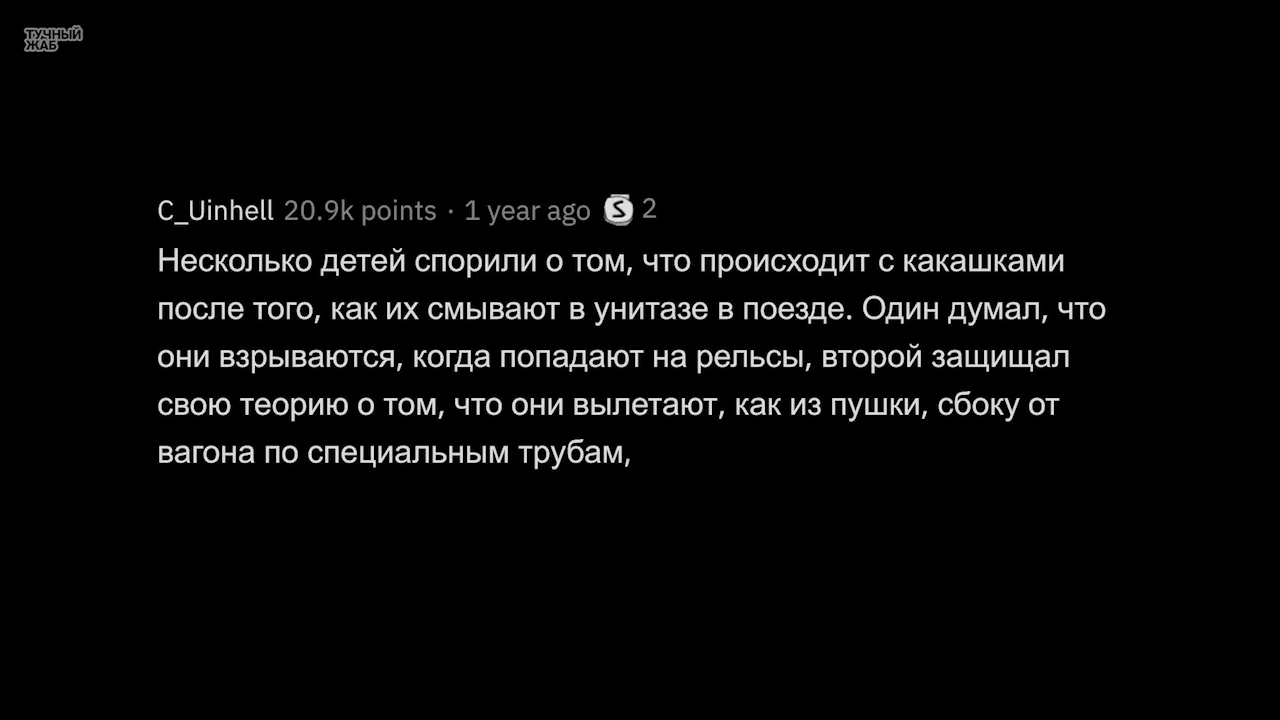 ТУЧНЫЙ
ЖАБ
C_Uinhell 20.9k points · 1 year ago S 2
Несколько детей спорили о том, что происходит с какашками
после того, как их смывают в унитазе в поезде. Один думал, что
они взрываются, когда попадают на рельсы, второй защищал
свою теорию о том, что они вылетают, как из пушки, сбоку от
вагона по специальным трубам,